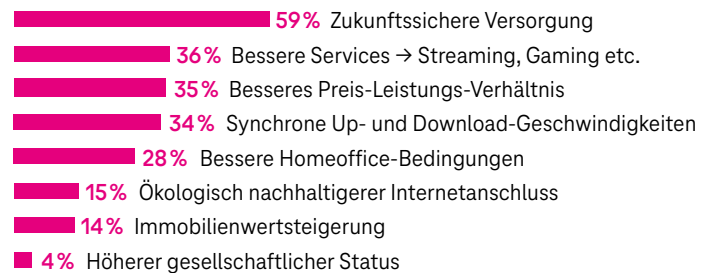 59 % Zukunftssichere Versorgung
36 % Bessere Services → Streaming, Gaming etc.
35 % Besseres Preis-Leistungs-Verhältnis
34 % Synchrone Up- und Download-Geschwindigkeiten
28 % Bessere Homeoffice-Bedingungen
15 % Ökologisch nachhaltigerer Internetanschluss
14 % Immobilienwertsteigerung
4 % Höherer gesellschaftlicher Status